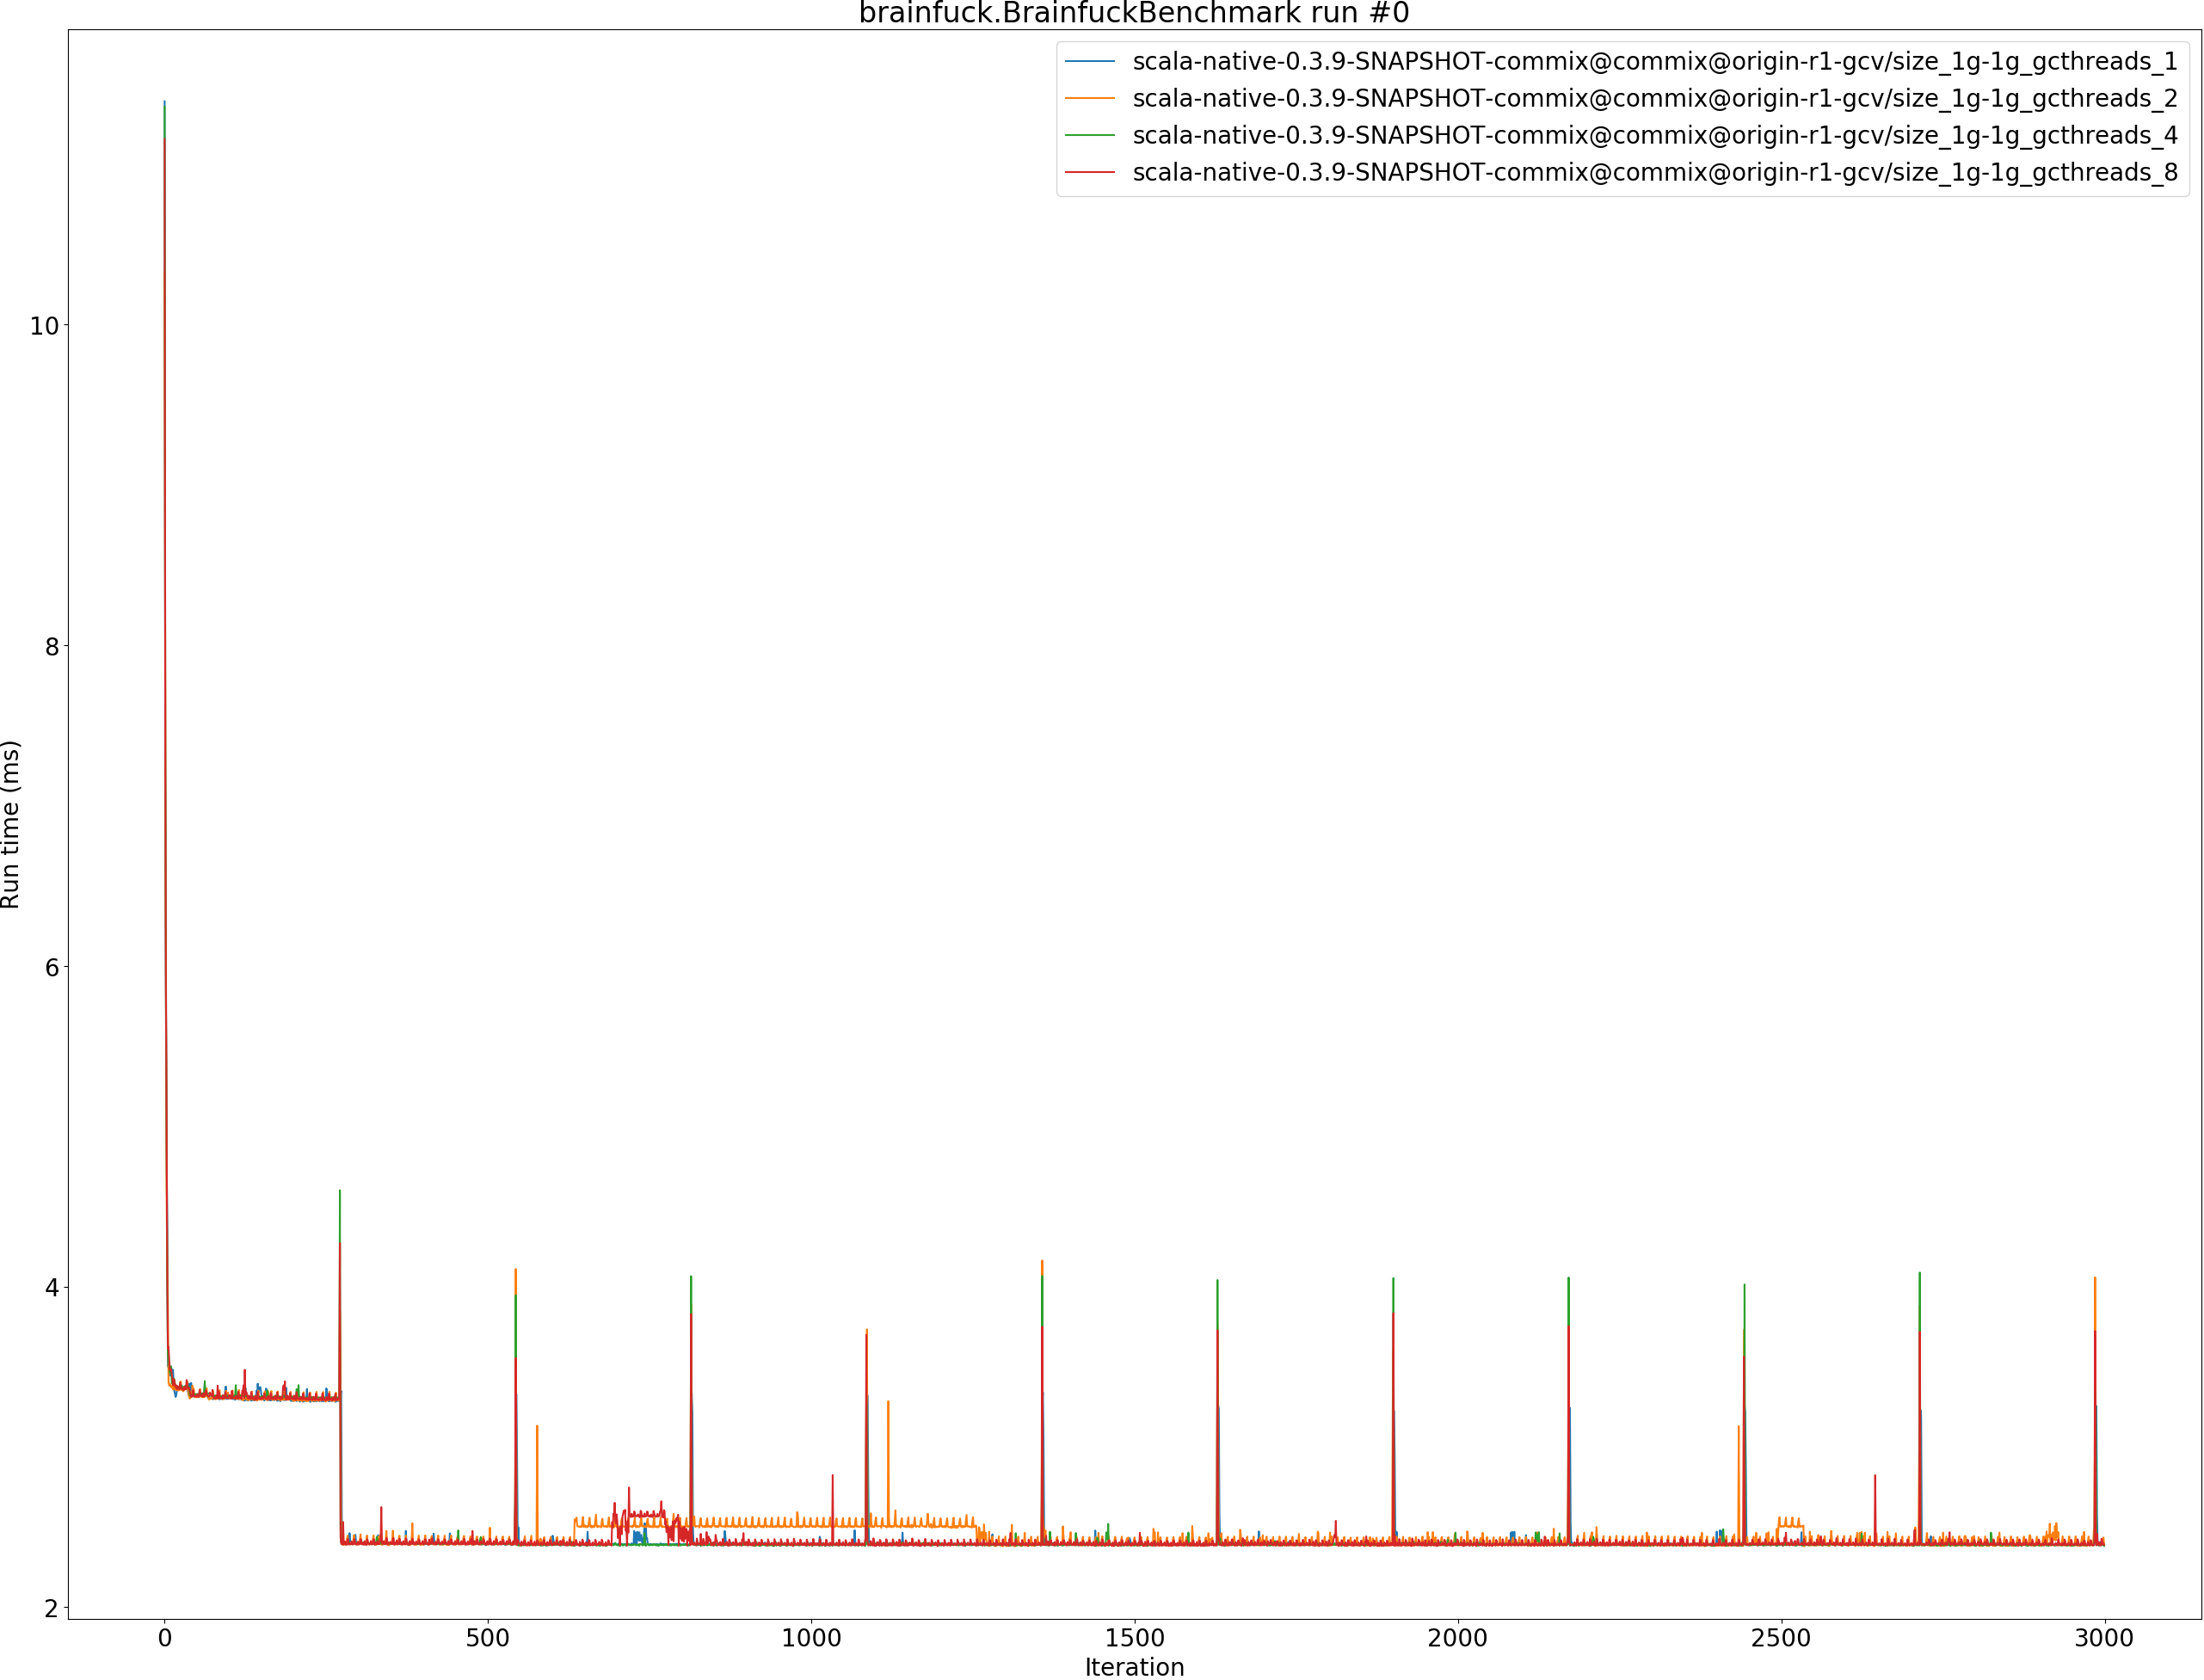 brainfuck.BrainfuckBenchmark run #0
scala-native-0.3.9-SNAPSHOT-commix@commix@origin-r1-gcv/size_1g-1g_gcthreads_1
scala-native-0.3.9-SNAPSHOT-commix@commix@origin-r1-gcv/size_1g-1g_gcthreads_2
scala-native-0.3.9-SNAPSHOT-commix@commix@origin-r1-gcv/size_1g-1g_gcthreads_4
scala-native-0.3.9-SNAPSHOT-commix@commix@origin-r1-gcv/size_1g-1g_gcthreads_8
10
8
6
4
2
Run time (ms)
0 500 1000 1500 2000 2500 3000
Iteration